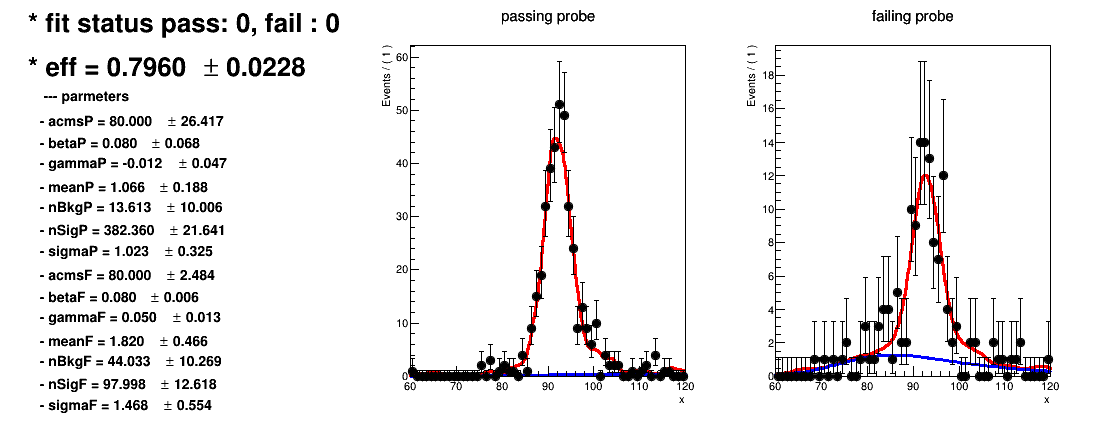 * fit status pass: 0, fail : 0
* eff = 0.7960 ± 0.0228
--- parmeters
- acmsP = 80.000 ± 26.417
- betaP = 0.080 ± 0.068
- gammaP = -0.012 ± 0.047
- meanP = 1.066 ± 0.188
- nBkgP = 13.613 ± 10.006
- nSigP = 382.360 ± 21.641
- sigmaP = 1.023 ± 0.325
- acmsF = 80.000 ± 2.484
- betaF = 0.080 ± 0.006
- gammaF = 0.050 ± 0.013
- meanF = 1.820 ± 0.466
- nBkgF = 44.033 ± 10.269
- nSigF = 97.998 ± 12.618
- sigmaF = 1.468 ± 0.554
passing probe
Events / ( 1 )
60
50
40
30
20
10
0
60 70 80 90 100 110 120
x
failing probe
Events / ( 1 )
18
16
14
12
10
8
6
4
2
0
60 70 80 90 100 110 120
x